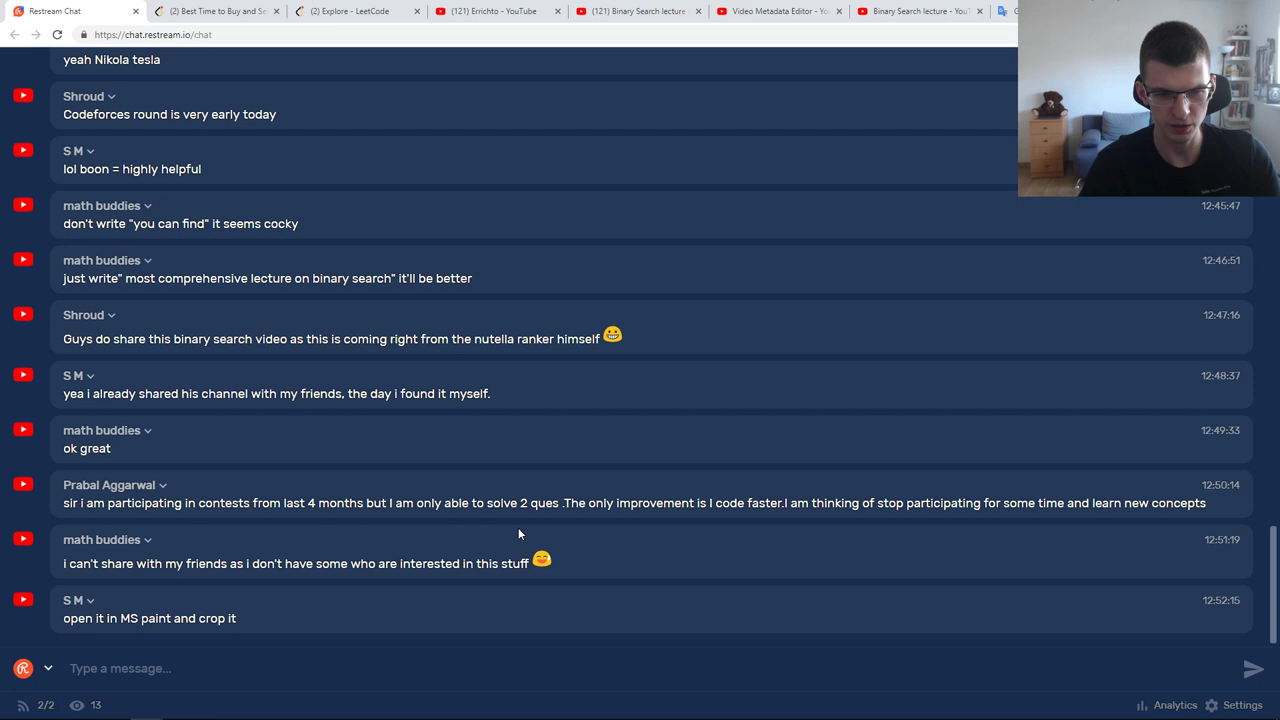 Restream Chat
(2) Best Time to Buy and Se
(2) Explore - LeetCode
(121) Errichto - YouTube
(121) Binary Search lecture
Video Metadata Editor - Yo
Binary Search lecture - You
https://chat.restream.io/chat
yeah Nikola tesla
Shroud
Codeforces round is very early today
S M
lol boon = highly helpful
math buddies 12:45:47
don't write "you can find" it seems cocky
math buddies 12:46:51
just write" most comprehensive lecture on binary search" it'll be better
Shroud 12:47:16
Guys do share this binary search video as this is coming right from the nutella ranker himself
S M 12:48:37
yea i already shared his channel with my friends, the day i found it myself.
math buddies 12:49:33
ok great
Prabal Aggarwal 12:50:14
sir i am participating in contests from last 4 months but I am only able to solve 2 ques .The only improvement is I code faster.I am thinking of stop participating for some time and learn new concepts
math buddies 12:51:19
i can't share with my friends as i don't have some who are interested in this stuff
S M 12:52:15
open it in MS paint and crop it
Type a message...
2/2 13 Analytics Settings